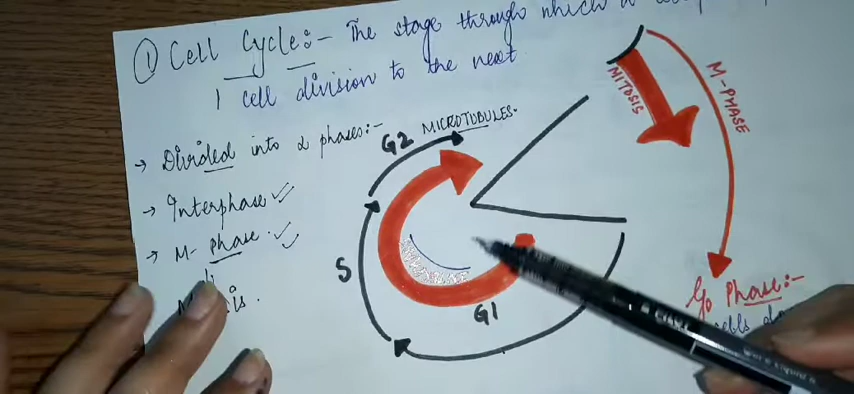 ① Cell Cycle:- The stage through which a
1 cell division to the next
→ Divided into 2 phases:-
→ Interphase
→ M-phase
G2 MICROTUBULES.
S
G1
MITOSIS
M-PHASE
Go Phase:-
cells